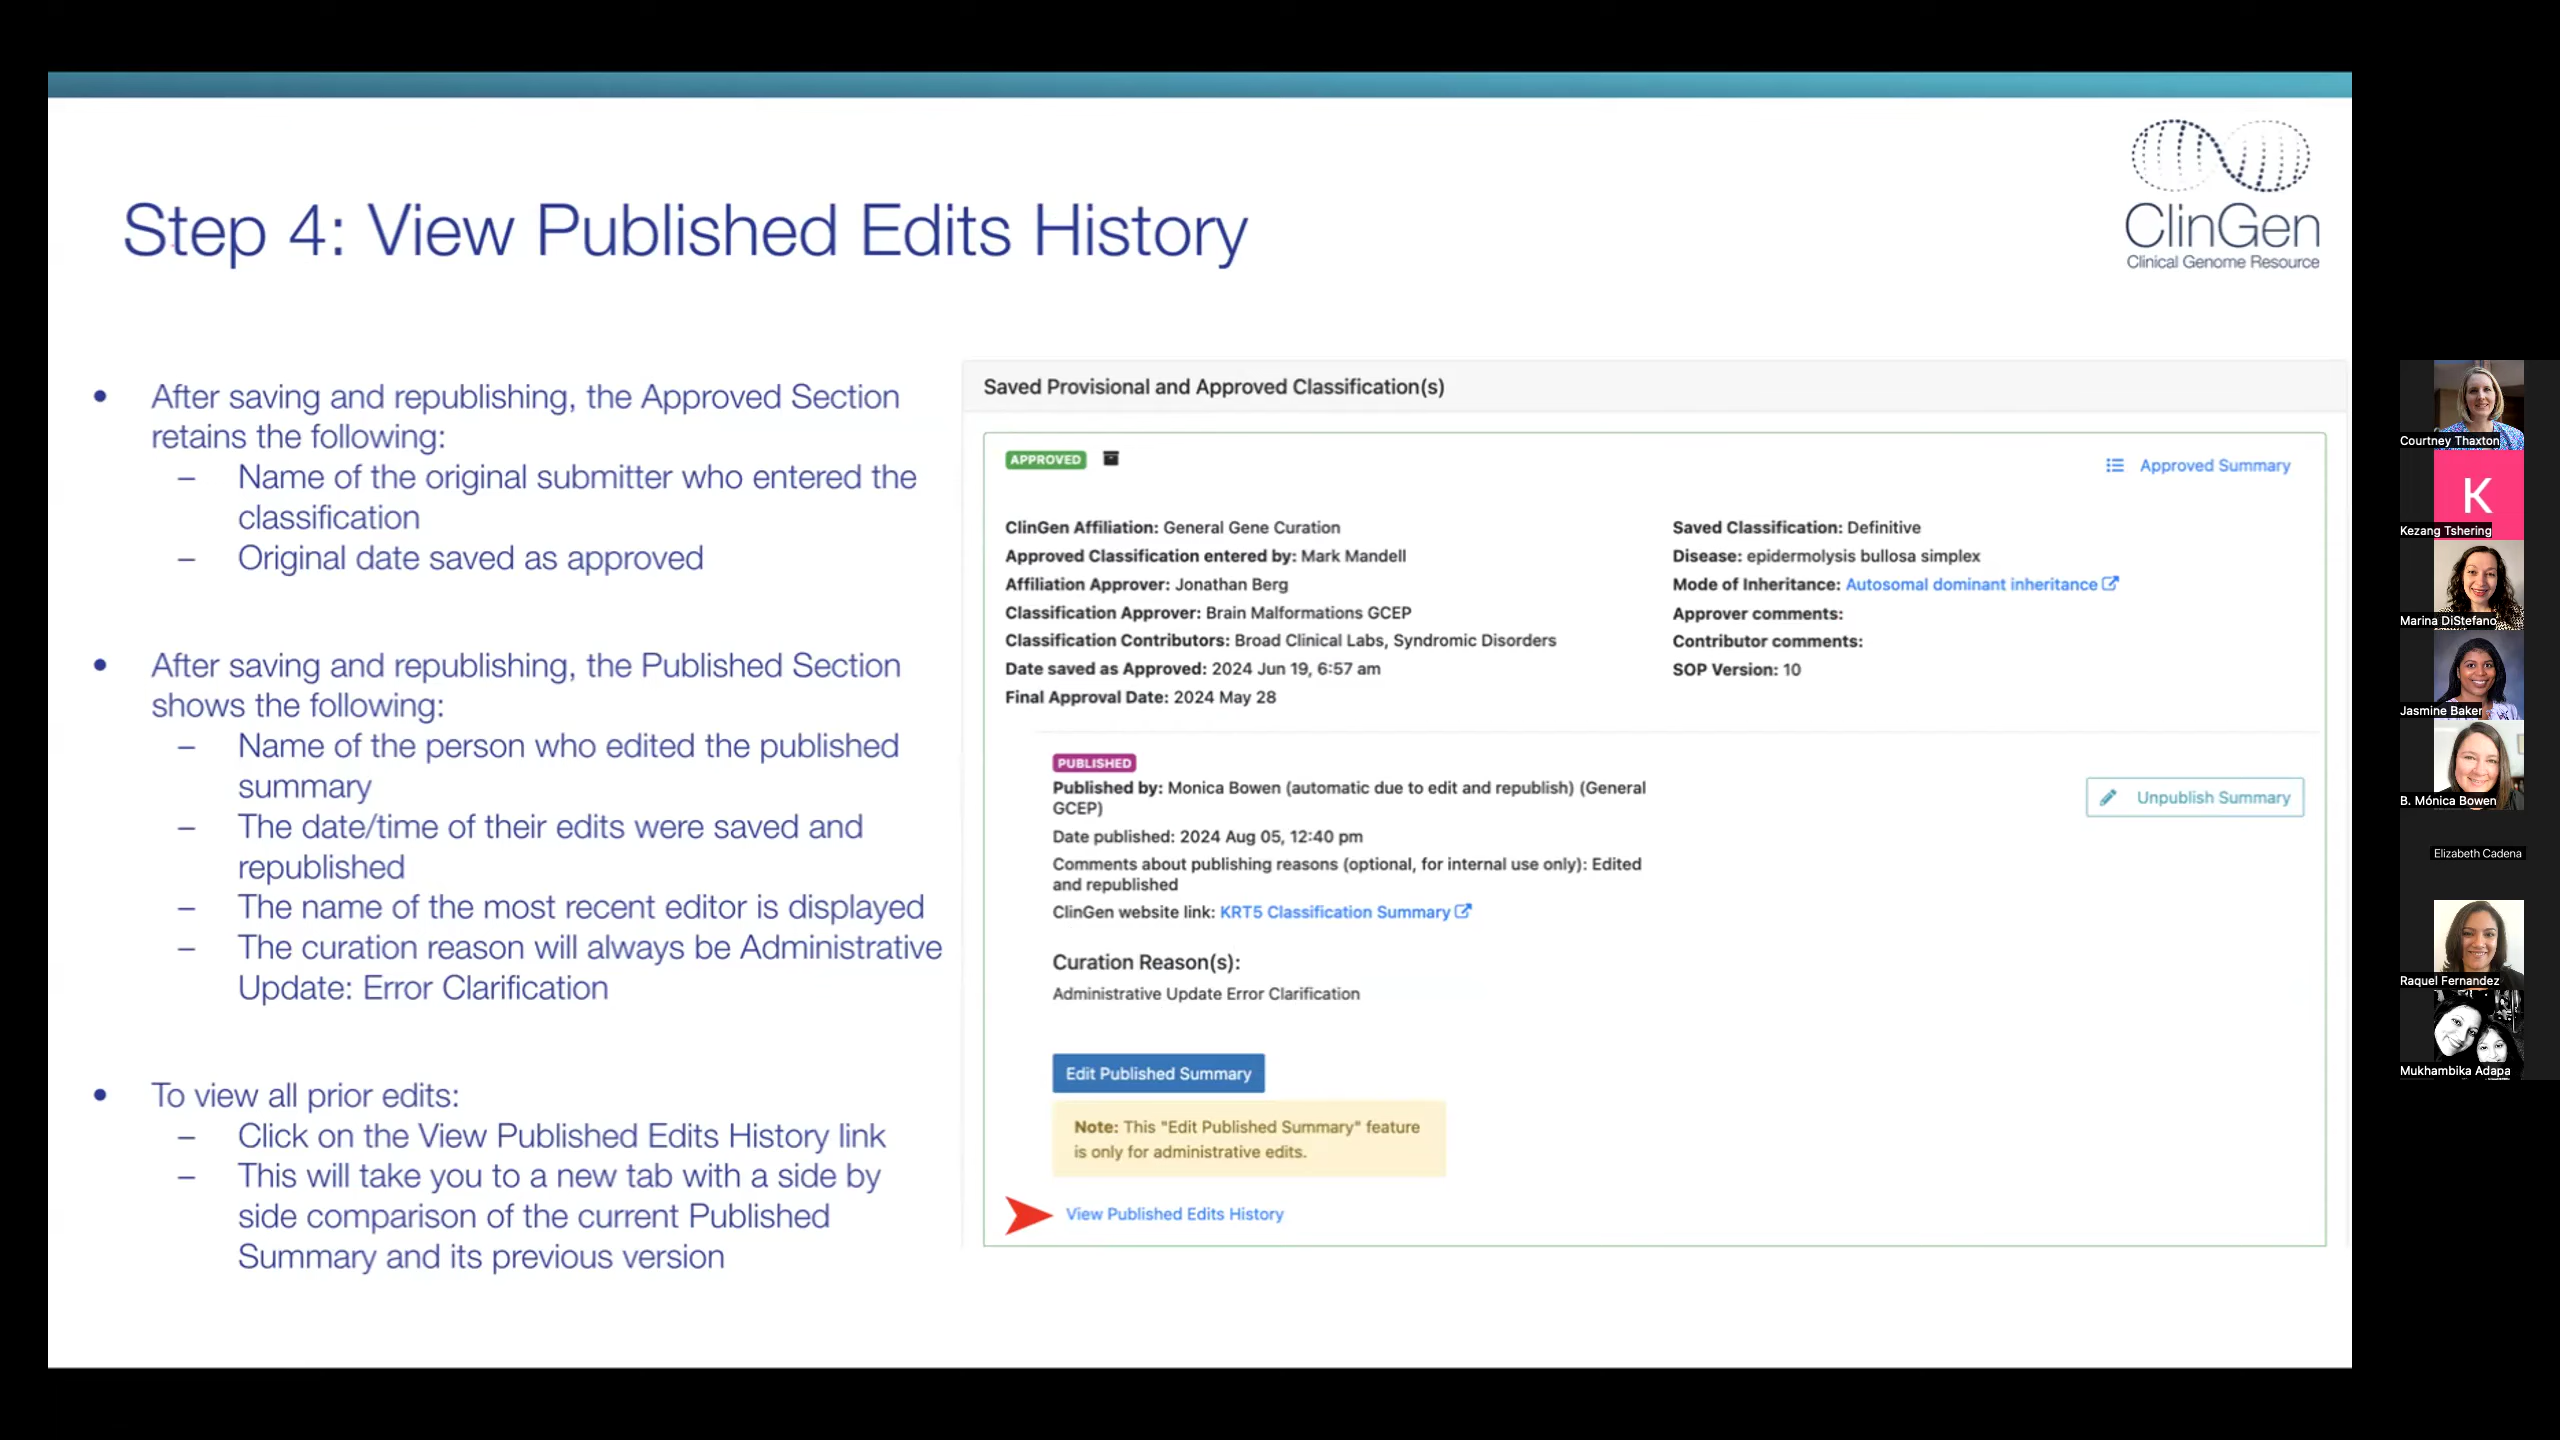 ClinGen
Clinical Genome Resource
Step 4: View Published Edits History
• After saving and republishing, the Approved Section
retains the following:
– Name of the original submitter who entered the
classification
– Original date saved as approved
• After saving and republishing, the Published Section
shows the following:
– Name of the person who edited the published
summary
– The date/time of their edits were saved and
republished
– The name of the most recent editor is displayed
– The curation reason will always be Administrative
Update: Error Clarification
• To view all prior edits:
– Click on the View Published Edits History link
– This will take you to a new tab with a side by
side comparison of the current Published
Summary and its previous version
Saved Provisional and Approved Classification(s)
APPROVED
Approved Summary
ClinGen Affiliation: General Gene Curation
Approved Classification entered by: Mark Mandell
Affiliation Approver: Jonathan Berg
Classification Approver: Brain Malformations GCEP
Classification Contributors: Broad Clinical Labs, Syndromic Disorders
Date saved as Approved: 2024 Jun 19, 6:57 am
Final Approval Date: 2024 May 28
Saved Classification: Definitive
Disease: epidermolysis bullosa simplex
Mode of Inheritance: Autosomal dominant inheritance
Approver comments:
Contributor comments:
SOP Version: 10
PUBLISHED
Published by: Monica Bowen (automatic due to edit and republish) (General
GCEP)
Date published: 2024 Aug 05, 12:40 pm
Comments about publishing reasons (optional, for internal use only): Edited
and republished
ClinGen website link: KRT5 Classification Summary
Unpublish Summary
Curation Reason(s):
Administrative Update Error Clarification
Edit Published Summary
Note: This "Edit Published Summary" feature
is only for administrative edits.
View Published Edits History
Courtney Thaxton
K
Kezang Tshering
Marina DiStefano
Jasmine Baker
B. Mónica Bowen
Elizabeth Cadena
Raquel Fernandez
Mukhambika Adapa